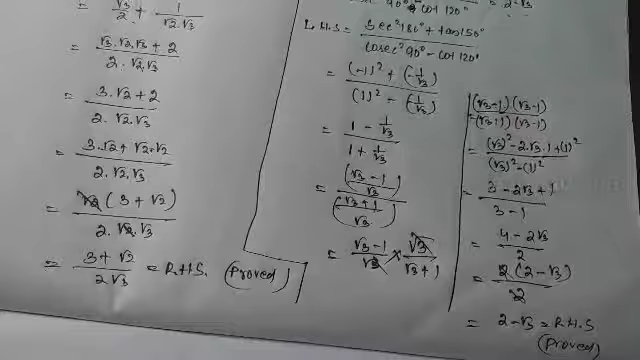 = √3/2 + 1/(√2.√3)
= (√3.√2.√3 + 2)/(2.√2.√3)
= (3.√2 + 2)/(2.√2.√3)
= (3.√2 + √2.√2)/(2.√2.√3)
= √2(3 + √2)/(2.√2.√3)
= (3 + √2)/(2√3) = R.H.S. (Proved)
90° - cot 120°
2-√3
L.H.S = (sec²180° + tan150°)/(cosec²90° - cot120°)
= ((-1)² + (-1/√3))/((1)² - (-1/√3))
= (1 - 1/√3)/(1 + 1/√3)
= ((√3-1)/√3)/((√3+1)/√3)
= (√3-1)/√3 × √3/(√3+1)
= (√3-1)(√3-1)/(√3+1)(√3-1)
= ((√3)² - 2.√3.1 + (1)²)/((√3)² - (1)²)
= (3 - 2√3 + 1)/(3 - 1)
= (4 - 2√3)/2
= 2(2-√3)/2
= 2-√3 = R.H.S
(Proved)